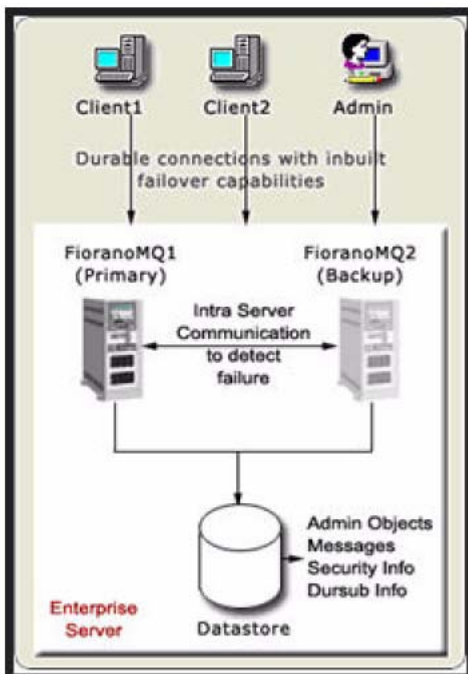 Client1
Client2
Admin
Durable connections with inbuilt
failover capabilities
FioranoMQ1
(Primary)
FioranoMQ2
(Backup)
Intra Server
Communication
to detect
failure
Admin Objects
Messages
Security Info
Dursub Info
Enterprise
Server
Datastore